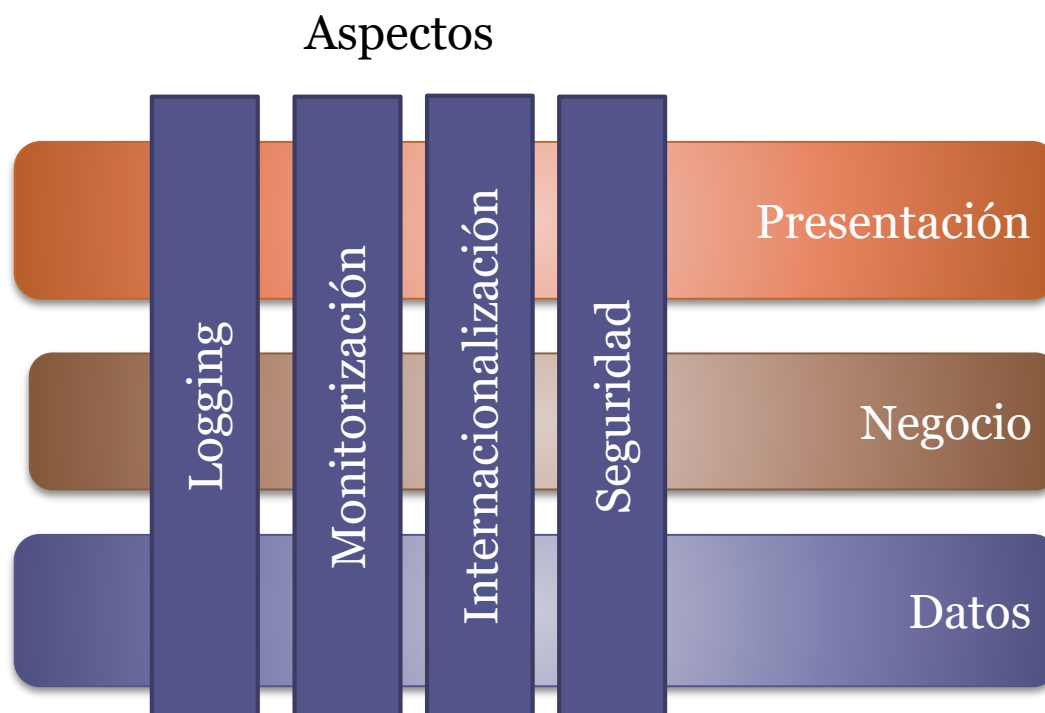 Aspectos
Presentación
Negocio
Datos
Logging
Monitorización
Internacionalización
Seguridad